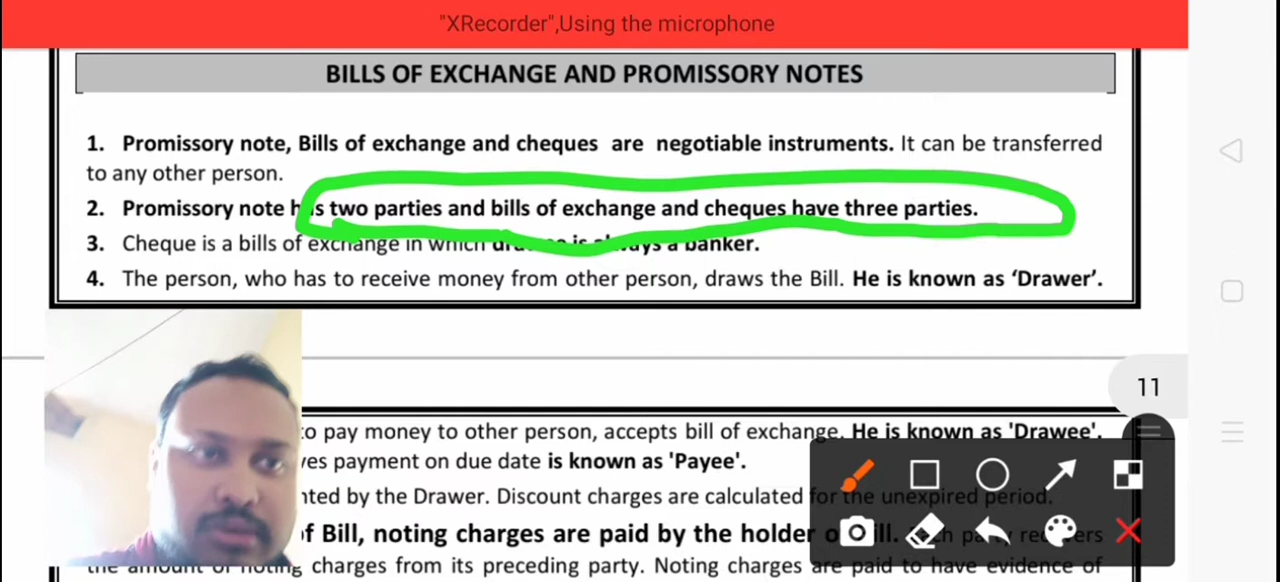 "XRecorder",Using the microphone
BILLS OF EXCHANGE AND PROMISSORY NOTES
1. Promissory note, Bills of exchange and cheques are negotiable instruments. It can be transferred
to any other person.
2. Promissory note has two parties and bills of exchange and cheques have three parties.
3. Cheque is a bills of exchange in which drawee is always a banker.
4. The person, who has to receive money from other person, draws the Bill. He is known as ‘Drawer’.
11
to pay money to other person, accepts bill of exchange. He is known as 'Drawee'.
payment on due date is known as 'Payee'.
by the Drawer. Discount charges are calculated for the unexpired period.
of Bill, noting charges are paid by the holder
the amount of noting charges from its preceding party. Noting charges are paid to have evidence of